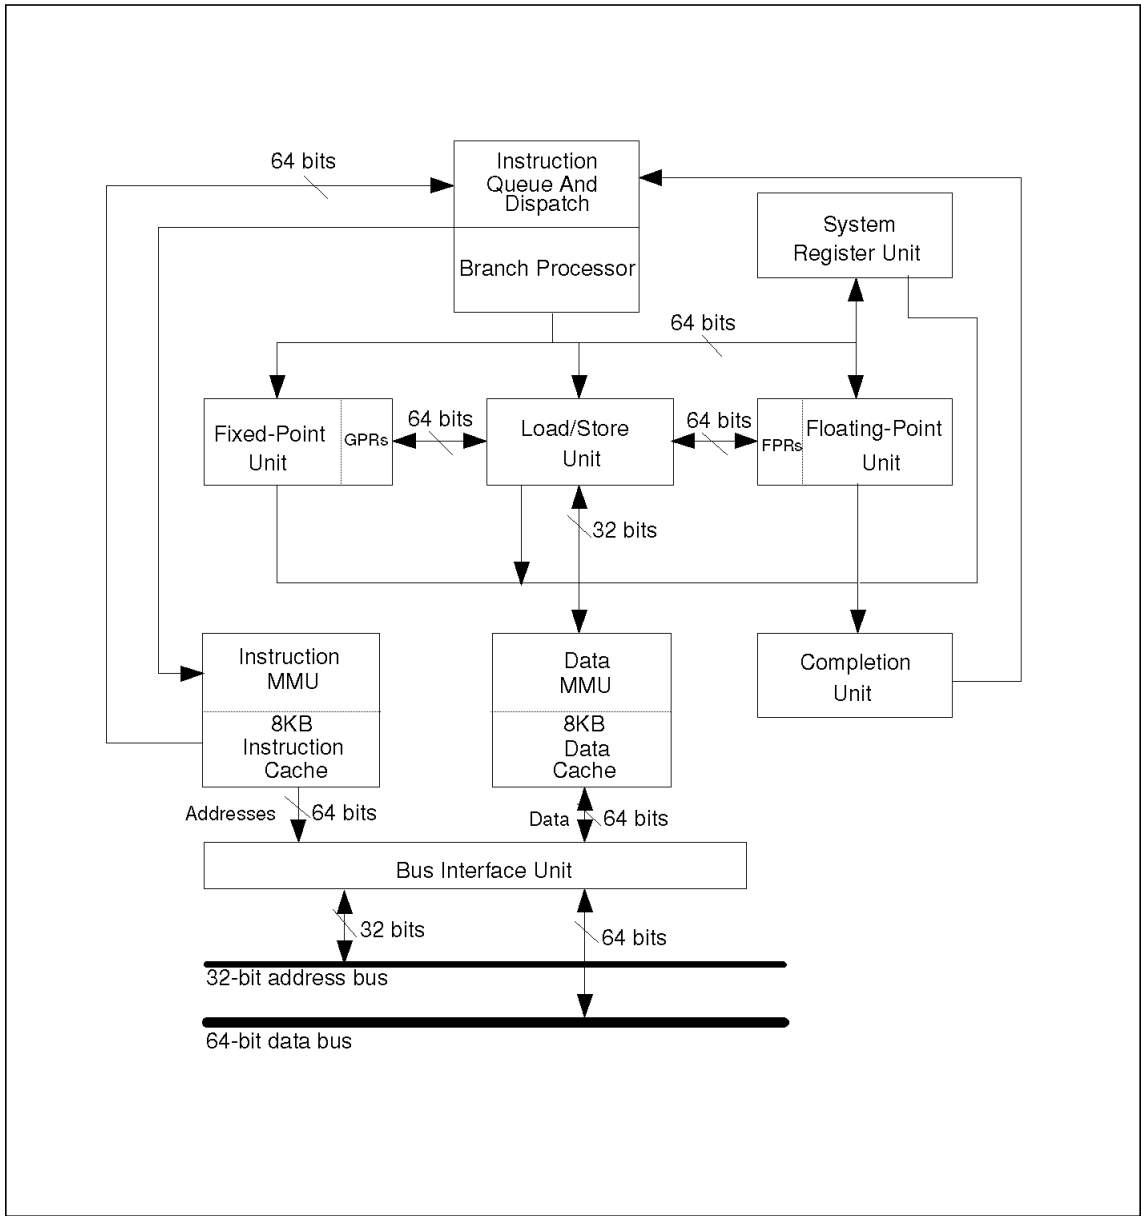 64 bits
Instruction
Queue And
Dispatch
Branch Processor
System
Register Unit
64 bits
Fixed-Point
Unit
GPRs
64 bits
Load/Store
Unit
64 bits
FPRs
Floating-Point
Unit
32 bits
Instruction
MMU
8KB
Instruction
Cache
Data
MMU
8KB
Data
Cache
Completion
Unit
Addresses
64 bits
Data
64 bits
Bus Interface Unit
32 bits
64 bits
32-bit address bus
64-bit data bus